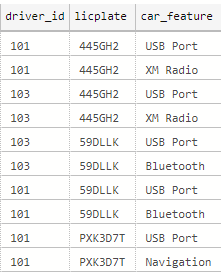 driver_id licplate car_feature
101 445GH2 USB Port
101 445GH2 XM Radio
103 445GH2 USB Port
103 445GH2 XM Radio
103 59DLLK USB Port
103 59DLLK Bluetooth
101 59DLLK USB Port
101 59DLLK Bluetooth
101 PXK3D7T USB Port
101 PXK3D7T Navigation